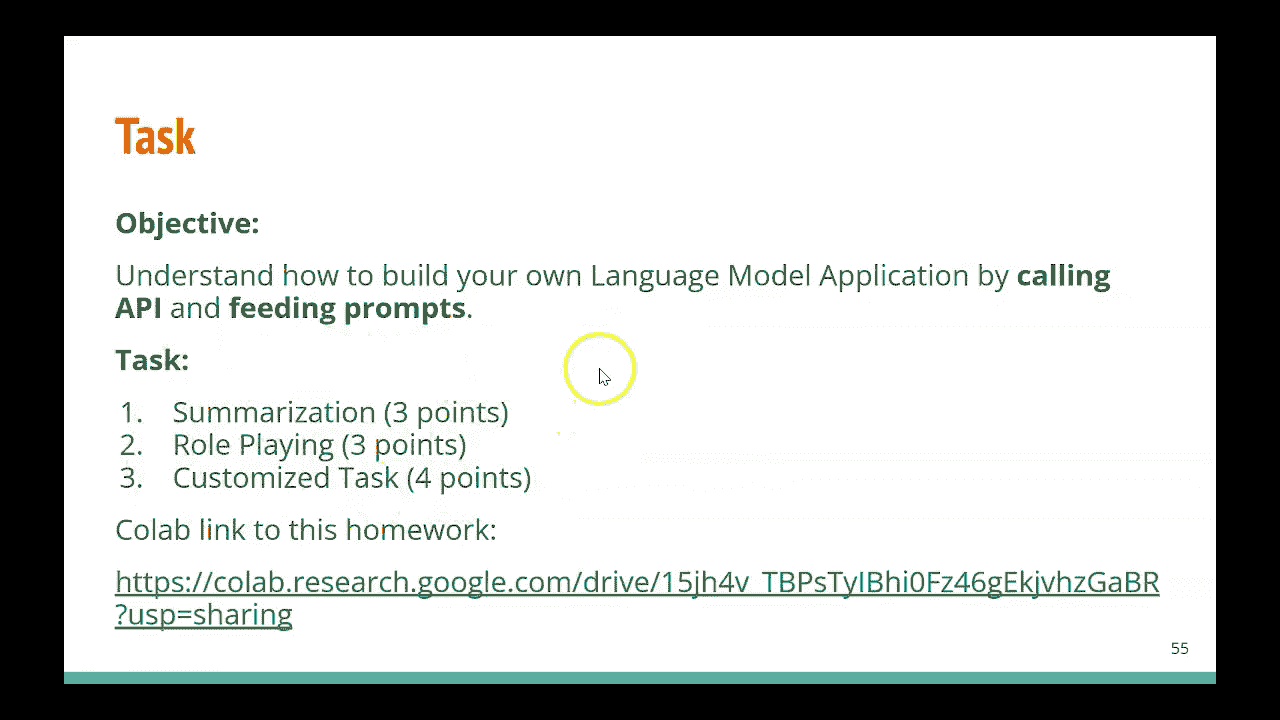 Task
Objective:
Understand how to build your own Language Model Application by calling
API and feeding prompts.
Task:
1. Summarization (3 points)
2. Role Playing (3 points)
3. Customized Task (4 points)
Colab link to this homework:
https://colab.research.google.com/drive/15jh4v_TBPsTyIBhi0Fz46gEkjvhzGaBR
?usp=sharing
55